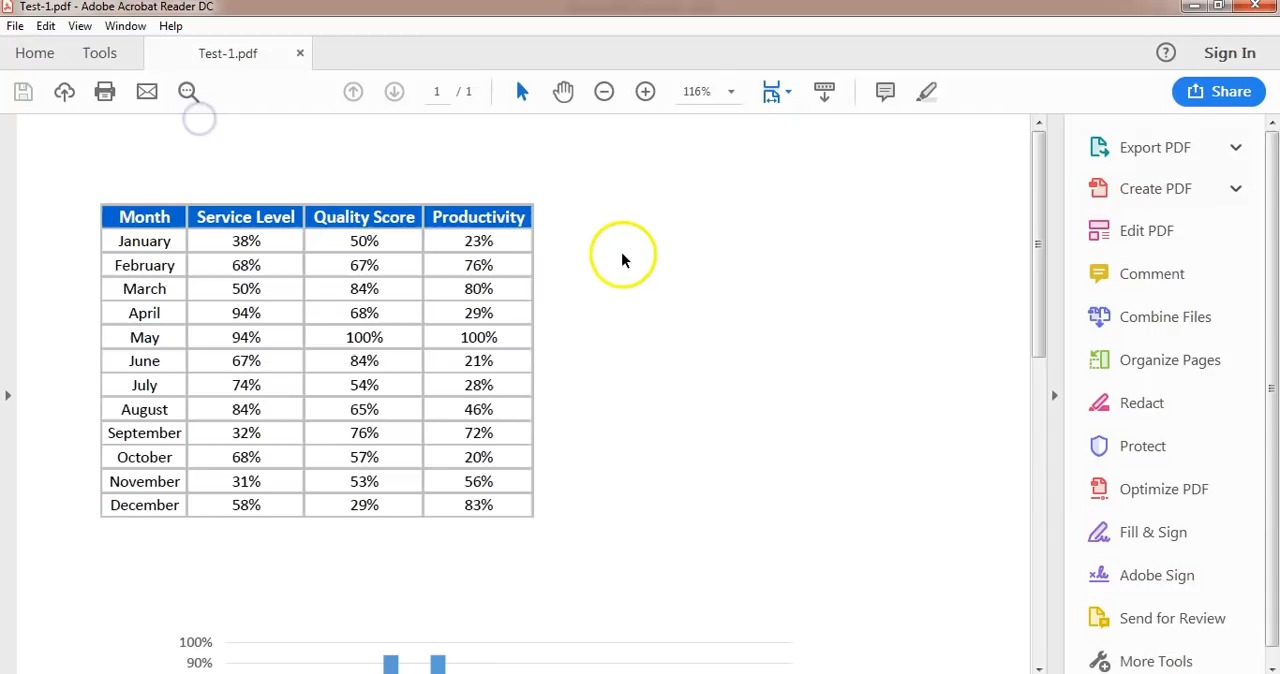 Test-1.pdf - Adobe Acrobat Reader DC
File Edit View Window Help
Home Tools Test-1.pdf × ? Sign In
1 / 1 116% Share
Month Service Level Quality Score Productivity
January 38% 50% 23%
February 68% 67% 76%
March 50% 84% 80%
April 94% 68% 29%
May 94% 100% 100%
June 67% 84% 21%
July 74% 54% 28%
August 84% 65% 46%
September 32% 76% 72%
October 68% 57% 20%
November 31% 53% 56%
December 58% 29% 83%
100%
90%
Export PDF
Create PDF
Edit PDF
Comment
Combine Files
Organize Pages
Redact
Protect
Optimize PDF
Fill & Sign
Adobe Sign
Send for Review
More Tools